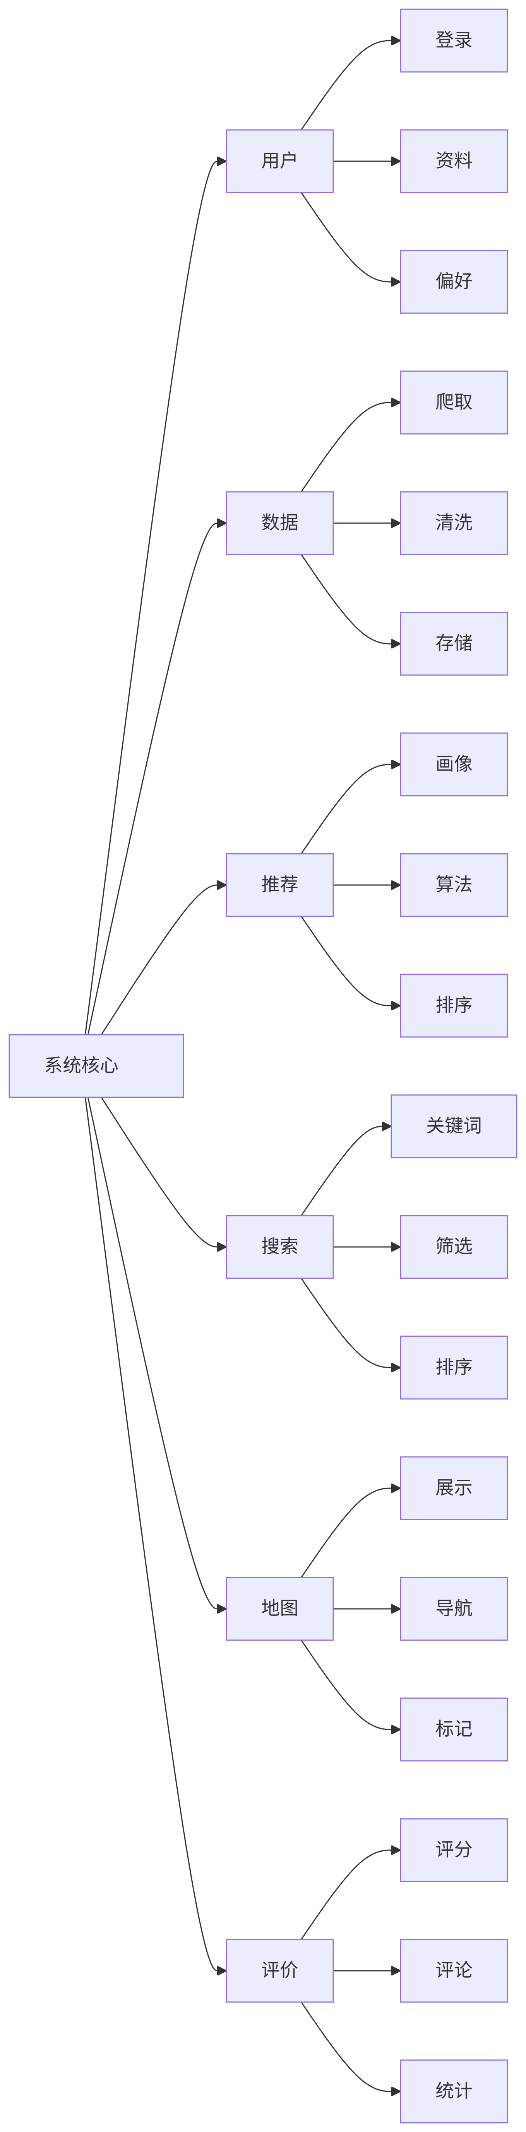 登录
用户
资料
偏好
爬取
数据
清洗
存储
画像
推荐
算法
排序
系统核心
关键词
搜索
筛选
排序
展示
地图
导航
标记
评分
评价
评论
统计